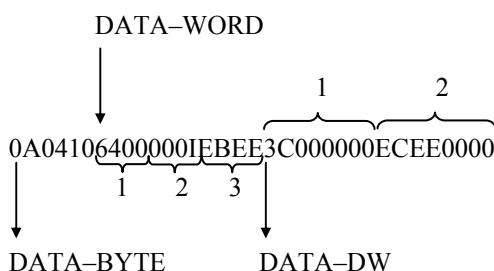 DATA–WORD
1 2
0A04106400000IEBEE3C000000ECEE0000
1 2 3
DATA–BYTE DATA–DW